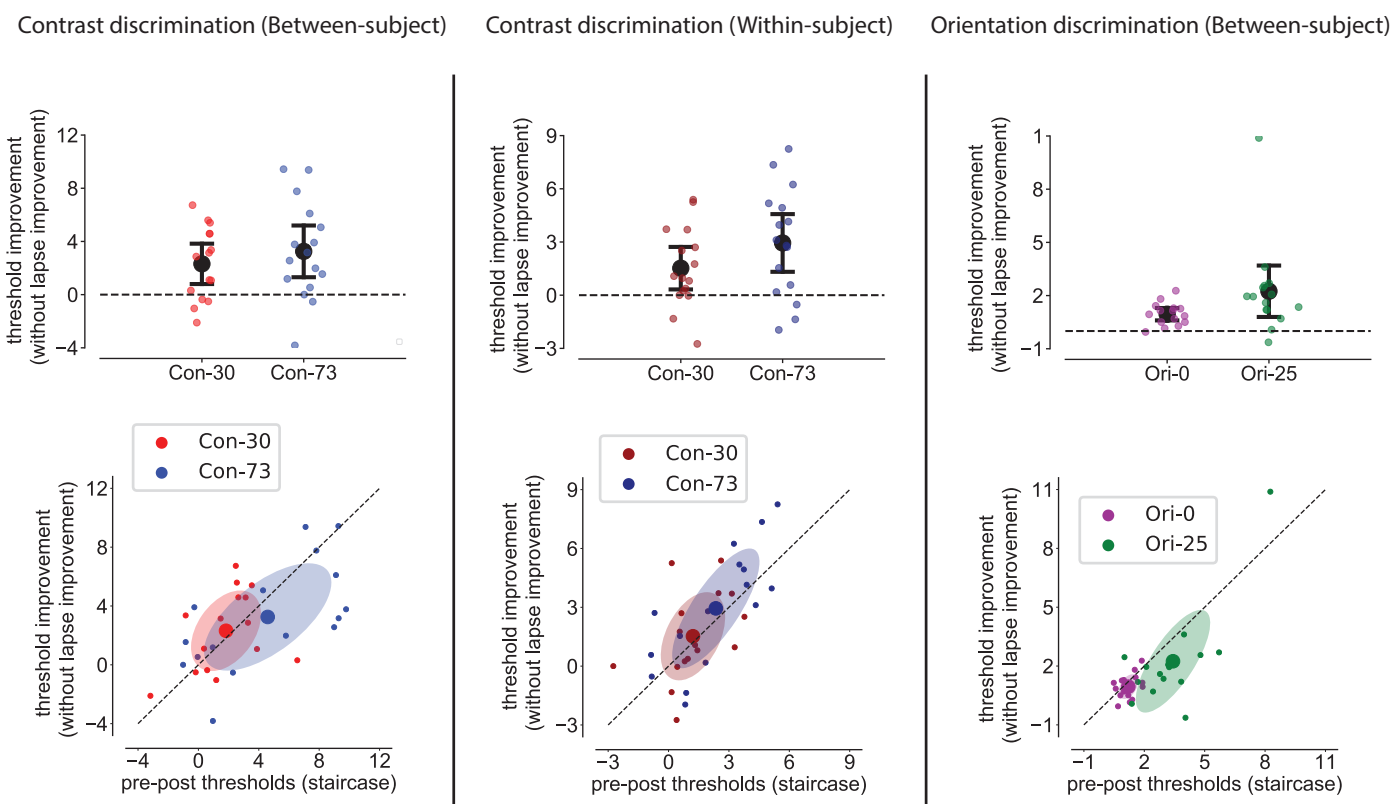 Contrast discrimination (Between-subject)
Contrast discrimination (Within-subject)
Orientation discrimination (Between-subject)
threshold improvement
(without lapse improvement)
12
8
4
0
−4
Con-30
Con-73
threshold improvement
(without lapse improvement)
9
6
3
0
−3
Con-30
Con-73
threshold improvement
(without lapse improvement)
1
5
2
−1
Ori-0
Ori-25
Con-30
Con-73
threshold improvement
(without lapse improvement)
12
8
4
0
−4
−4
0
4
8
12
pre-post thresholds (staircase)
Con-30
Con-73
threshold improvement
(without lapse improvement)
9
6
3
0
−3
−3
0
3
6
9
pre-post thresholds (staircase)
Ori-0
Ori-25
threshold improvement
(without lapse improvement)
11
8
5
2
−1
−1
2
5
8
11
pre-post thresholds (staircase)